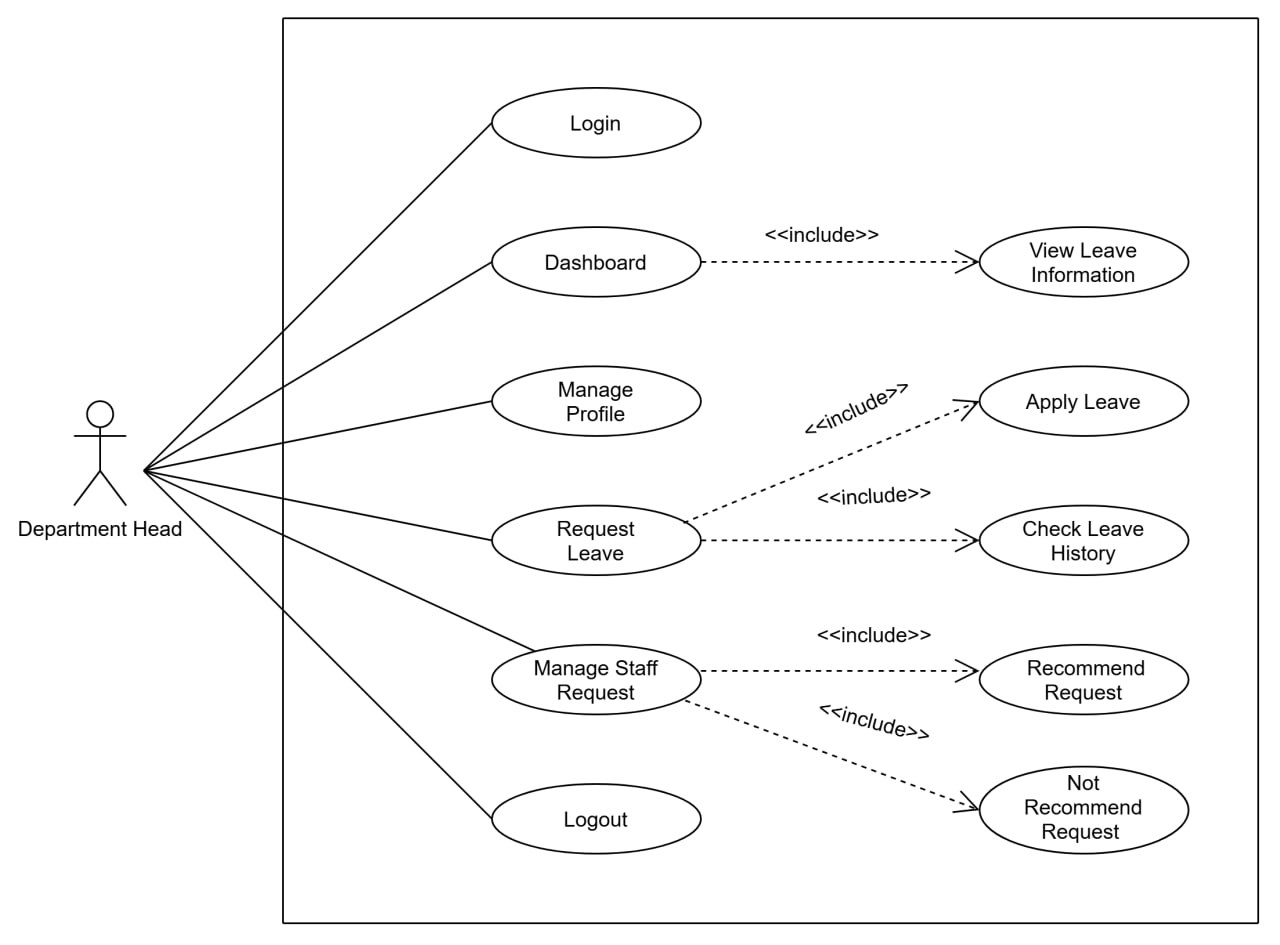 Login
<<include>>
Dashboard
View Leave
Information
Manage
Profile
<<include>>
Apply Leave
Department Head
Request
Leave
<<include>>
Check Leave
History
<<include>>
Manage Staff
Request
Recommend
Request
<<include>>
Not
Recommend
Request
Logout